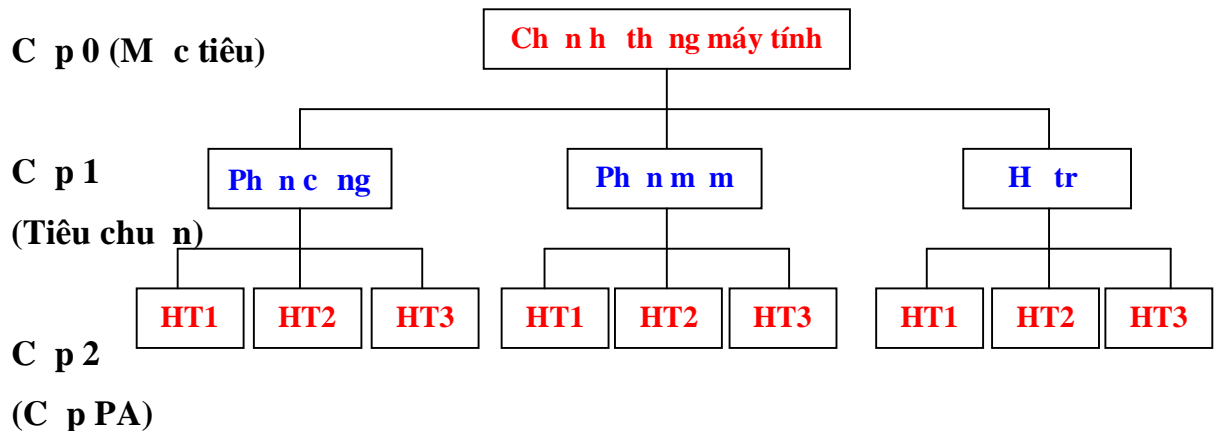 Ch n h th ng máy tính
C p 0 (M c tiêu)
C p 1
(Tiêu chu n)
Ph n c ng
Ph n m m
H tr
HT1 HT2 HT3 HT1 HT2 HT3 HT1 HT2 HT3
C p 2
(C p PA)